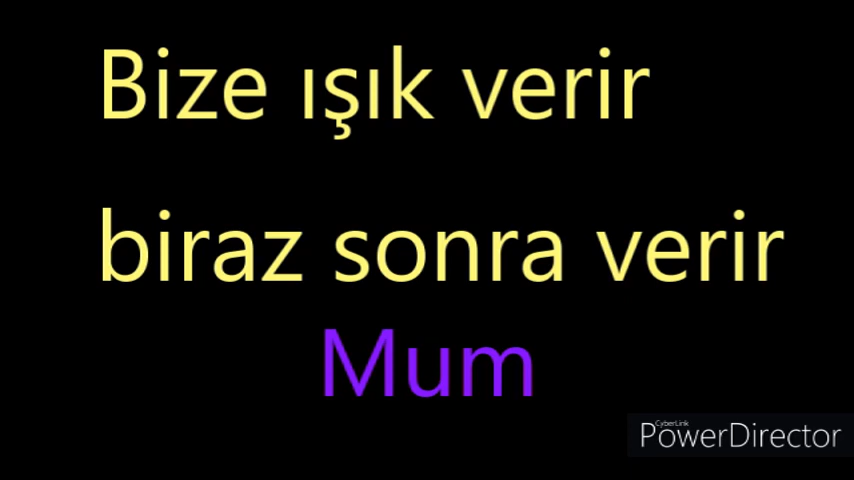 Bize ışık verir
biraz sonra verir
Mum
CyberLink
PowerDirector